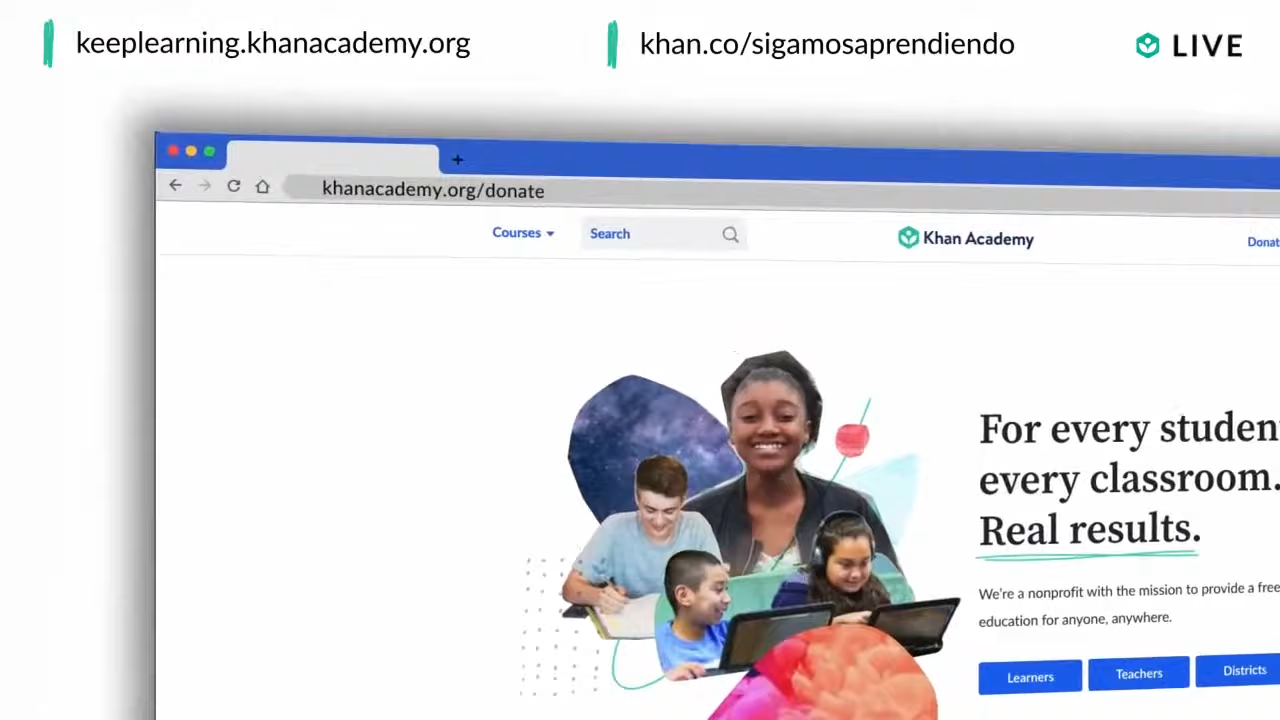 keeplearning.khanacademy.org
khan.co/sigamosaprendiendo
LIVE
khanacademy.org/donate
Courses
Search
Khan Academy
Donat
For every studen
every classroom.
Real results.
We're a nonprofit with the mission to provide a free
education for anyone, anywhere.
Learners
Teachers
Districts